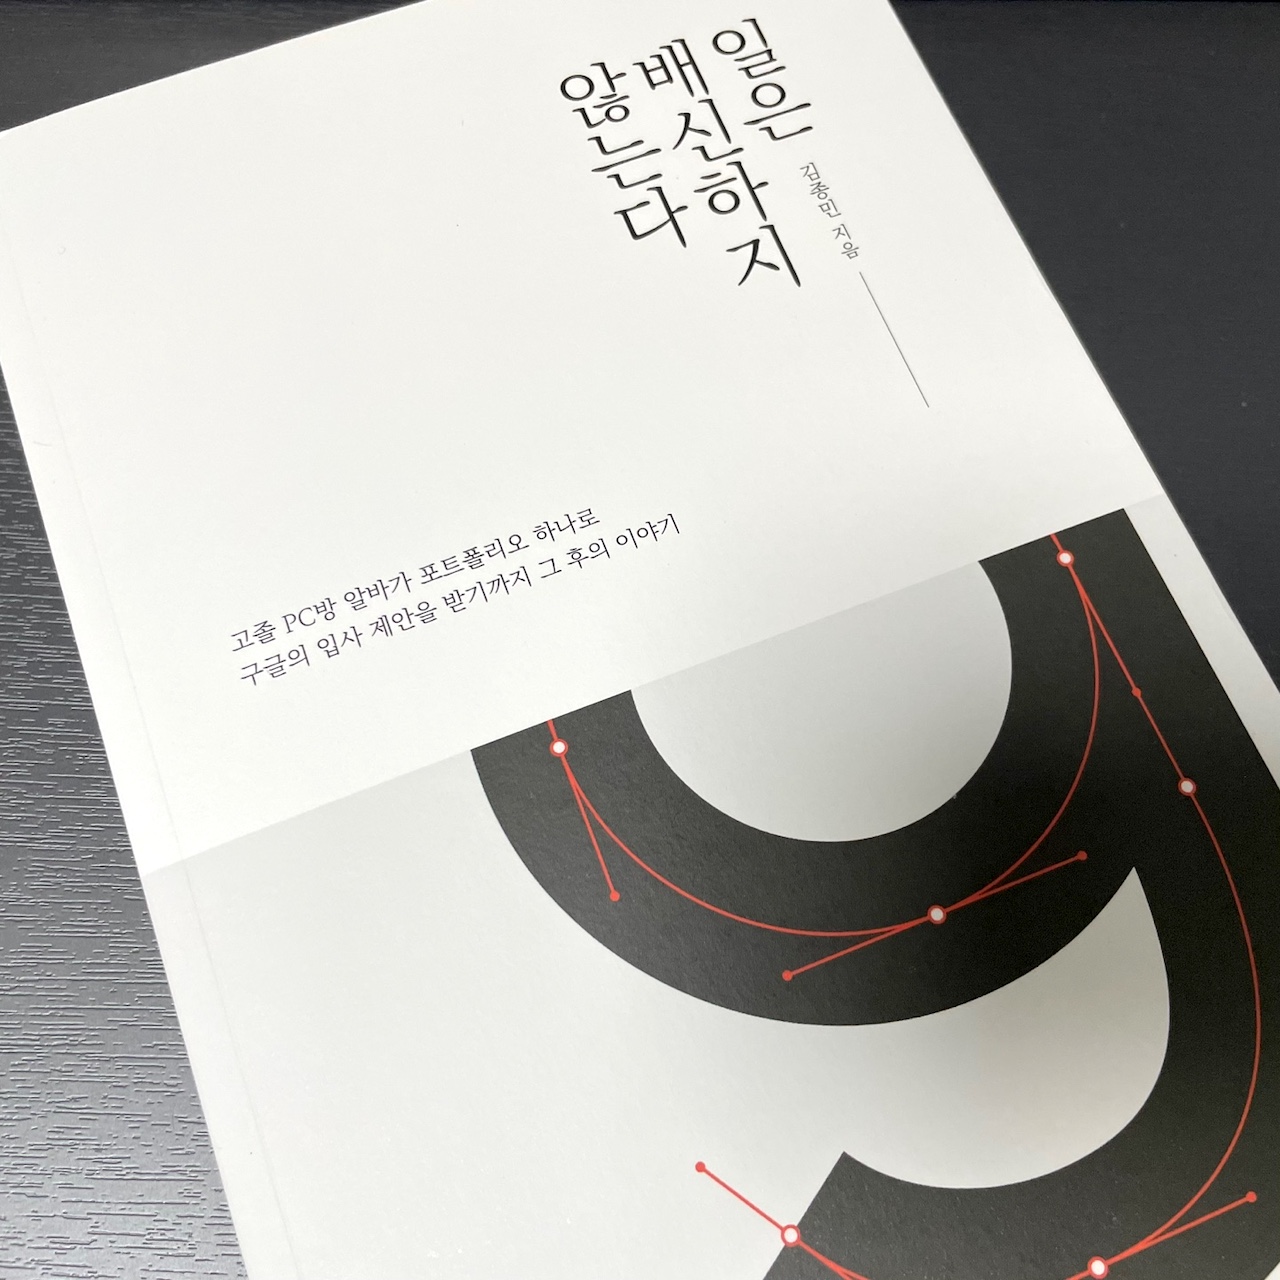 일은
배신하지
않는다
김종민 지음
고졸 PC방 알바가 포트폴리오 하나로
구글의 입사 제안을 받기까지 그 후의 이야기